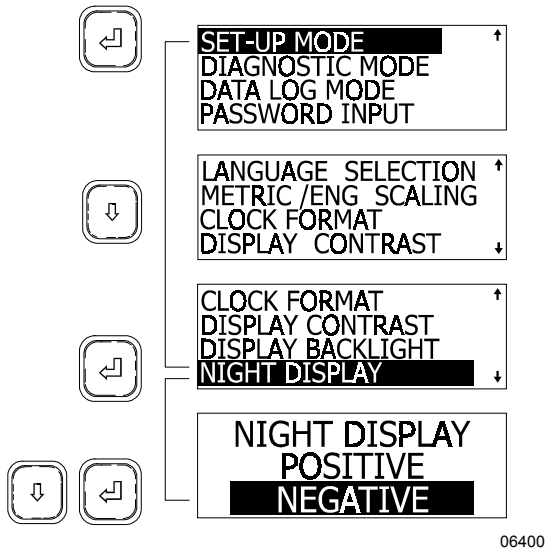 SET-UP MODE
DIAGNOSTIC MODE
DATA LOG MODE
PASSWORD INPUT
LANGUAGE SELECTION
METRIC /ENG SCALING
CLOCK FORMAT
DISPLAY CONTRAST
CLOCK FORMAT
DISPLAY CONTRAST
DISPLAY BACKLIGHT
NIGHT DISPLAY
NIGHT DISPLAY
POSITIVE
NEGATIVE
06400